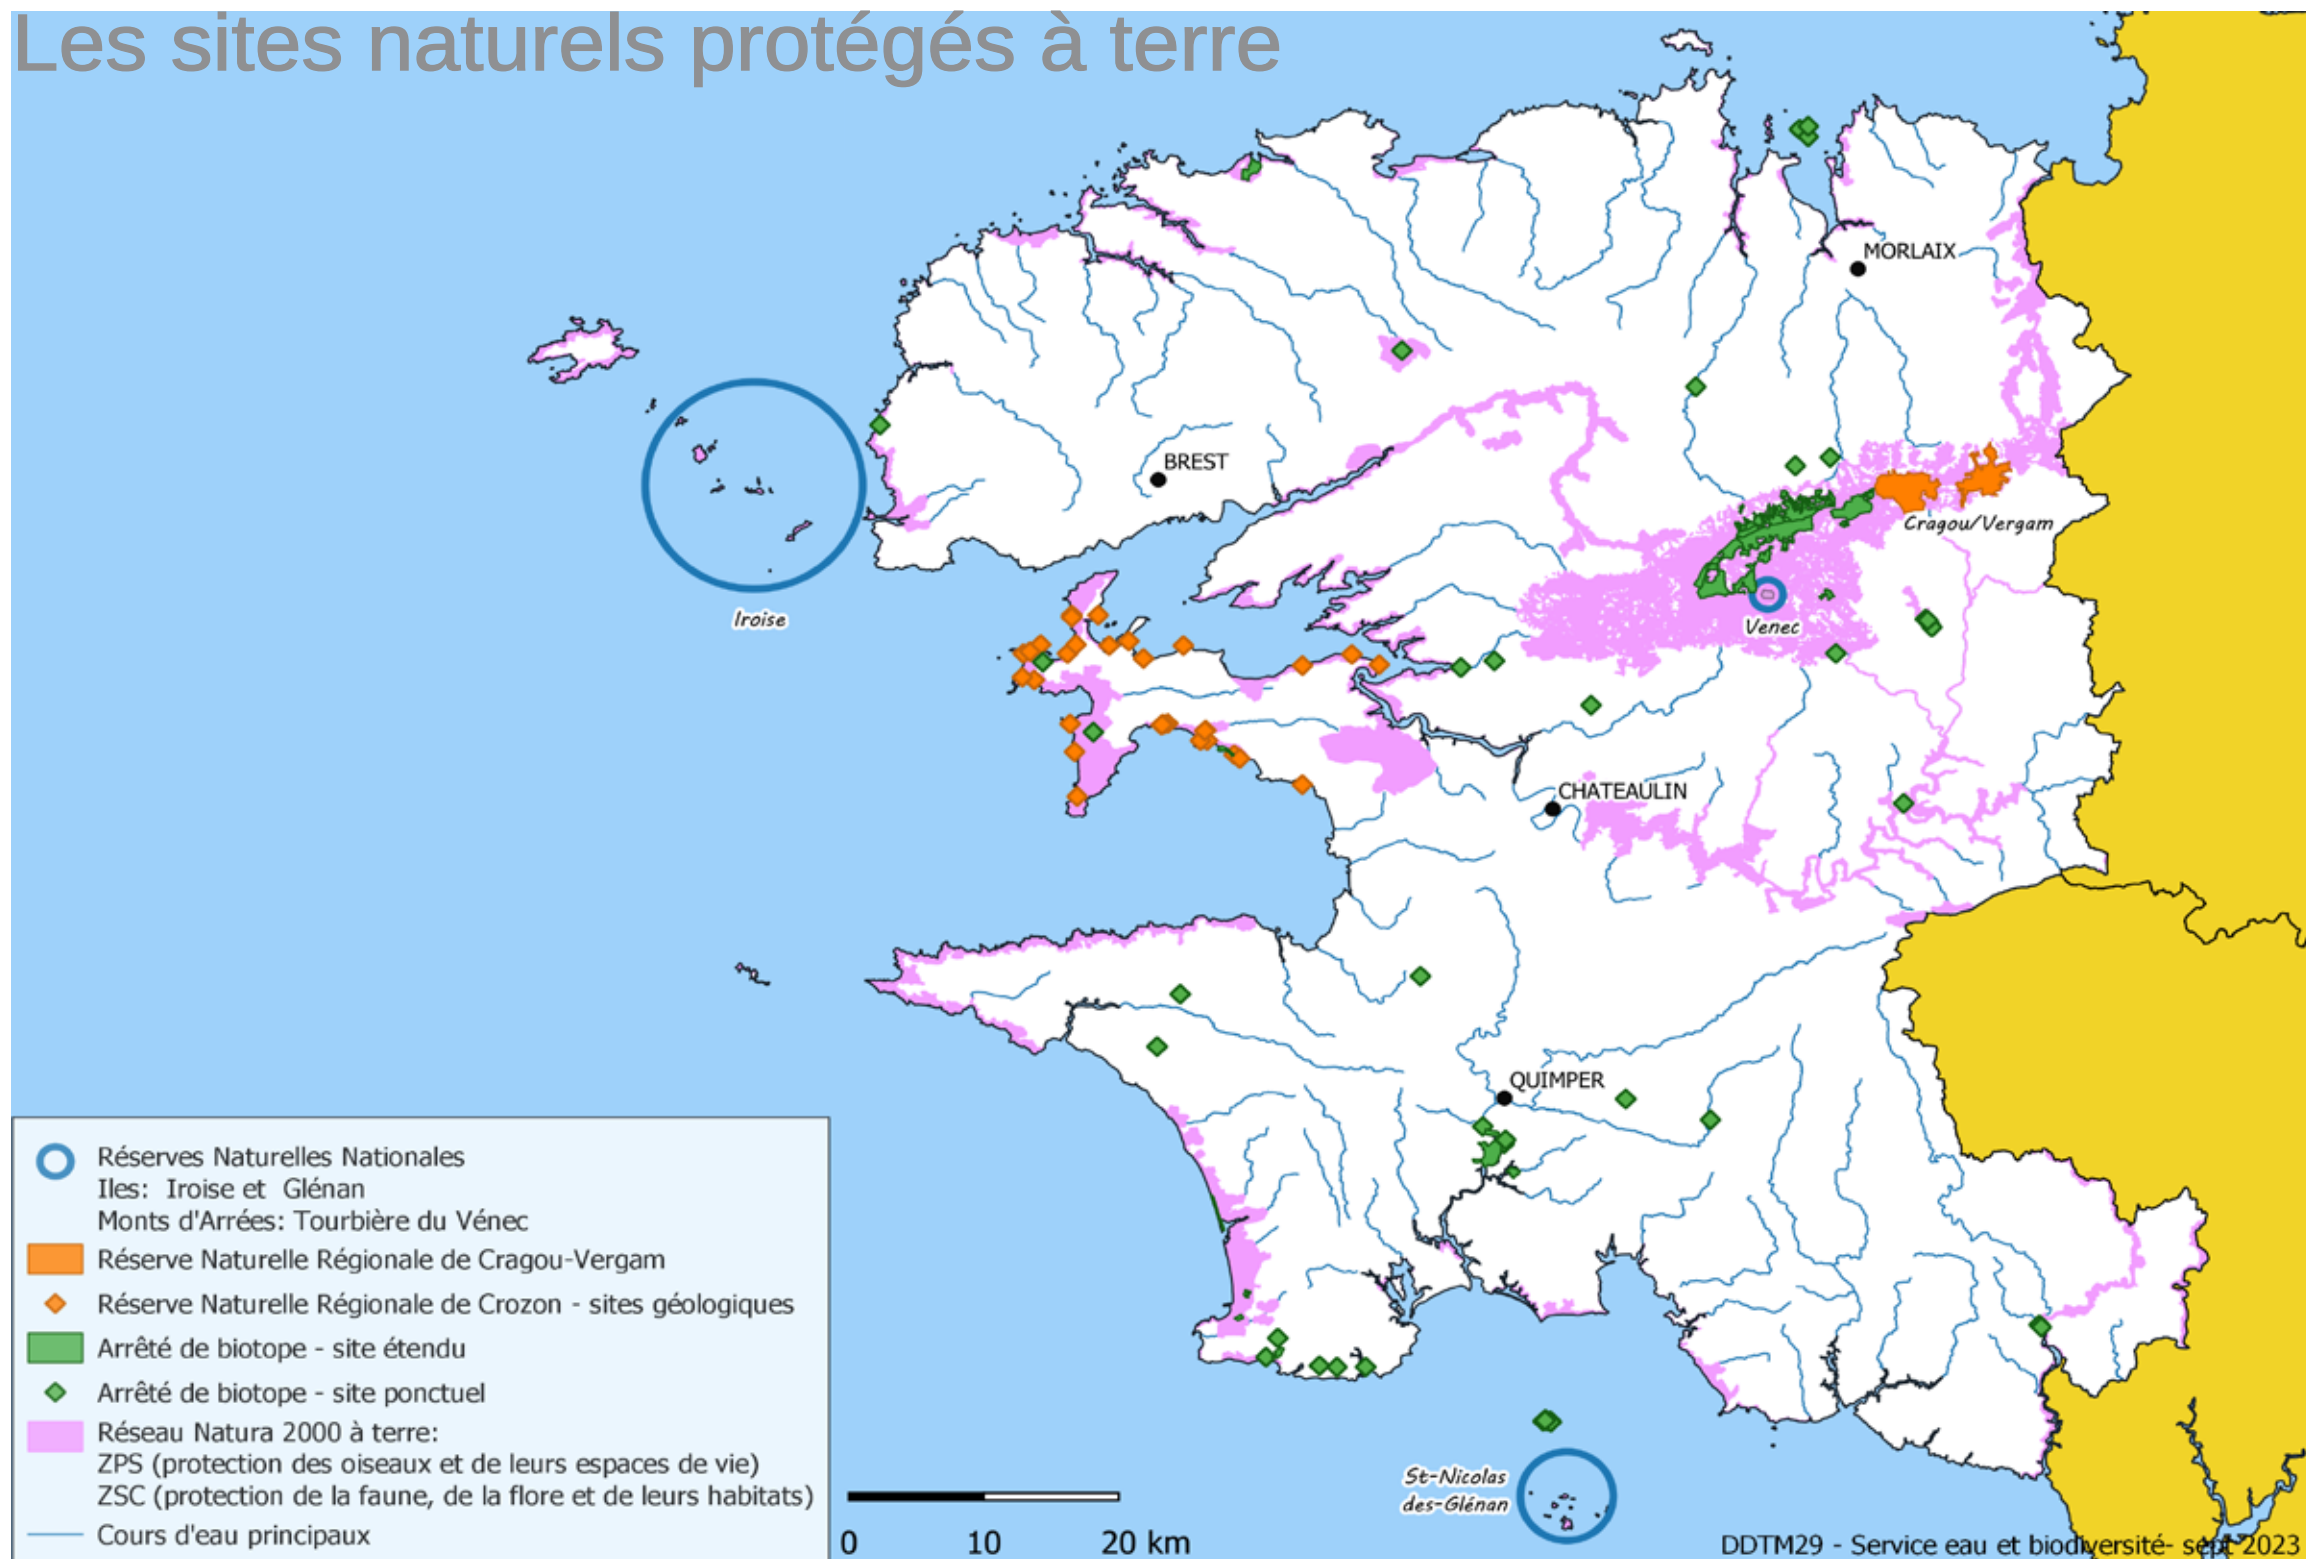 Les sites naturels protégés à terre
MORLAIX
BREST
Cragou/Vergam
Iroise
Venec
CHATEAULIN
QUIMPER
St-Nicolas
des-Glénan
Réserves Naturelles Nationales
Iles: Iroise et Glénan
Monts d'Arrées: Tourbière du Vénec
Réserve Naturelle Régionale de Cragou-Vergam
Réserve Naturelle Régionale de Crozon - sites géologiques
Arrêté de biotope - site étendu
Arrêté de biotope - site ponctuel
Réseau Natura 2000 à terre:
ZPS (protection des oiseaux et de leurs espaces de vie)
ZSC (protection de la faune, de la flore et de leurs habitats)
Cours d'eau principaux
0 10 20 km
DDTM29 - Service eau et biodiversité- sept 2023